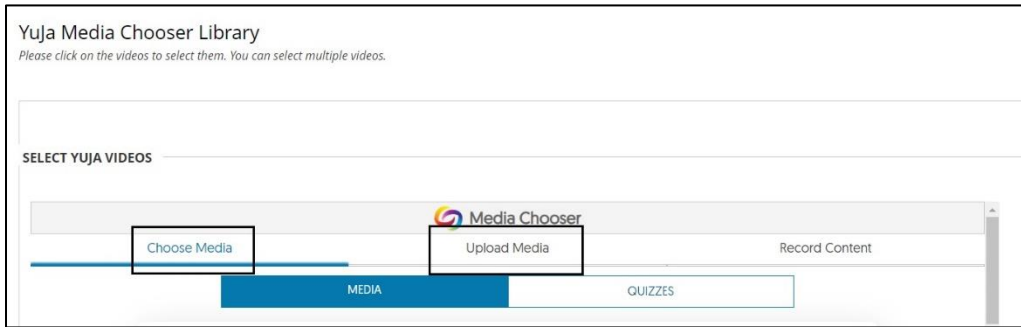 YuJa Media Chooser Library
Please click on the videos to select them. You can select multiple videos.
SELECT YUJA VIDEOS
Media Chooser
Choose Media Upload Media Record Content
MEDIA QUIZZES